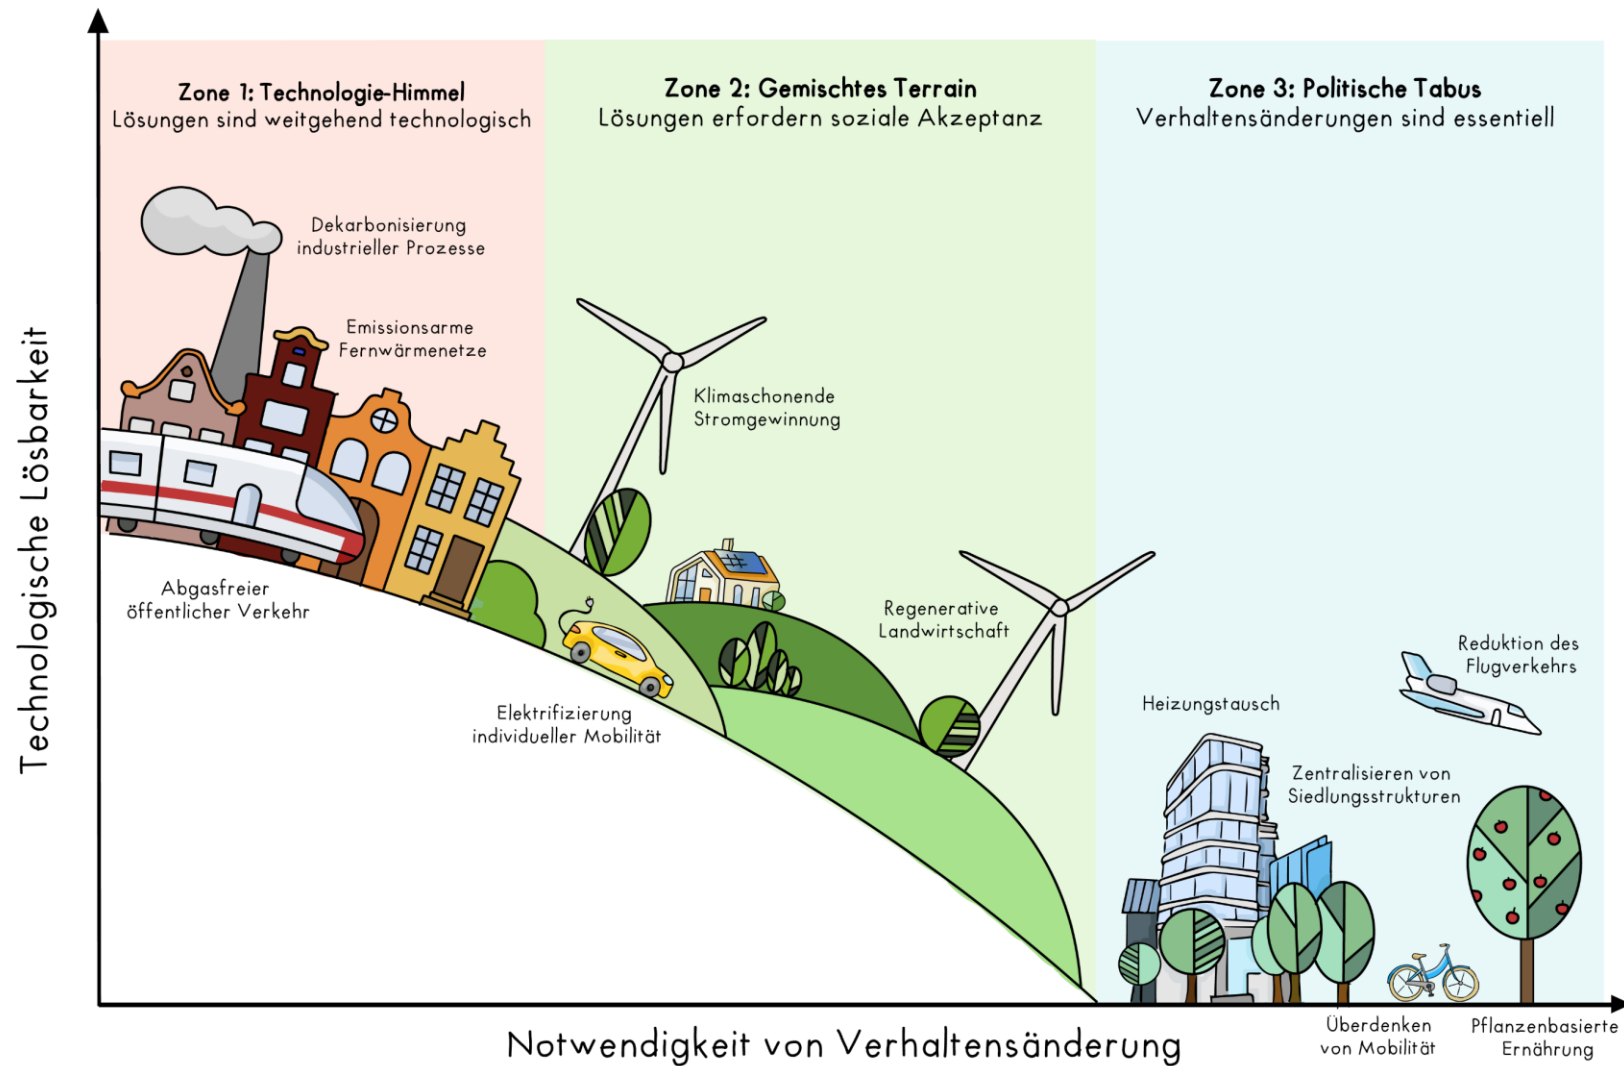 Zone 1: Technologie-Himmel
Lösungen sind weitgehend technologisch
Zone 2: Gemischtes Terrain
Lösungen erfordern soziale Akzeptanz
Zone 3: Politische Tabus
Verhaltensänderungen sind essentiell
Dekarbonisierung
industrieller Prozesse
Emissionsarme
Fernwärmenetze
Abgasfreier
öffentlicher Verkehr
Klimaschonende
Stromgewinnung
Elektrifizierung
individueller Mobilität
Regenerative
Landwirtschaft
Heizungstausch
Reduktion des
Flugverkehrs
Zentralisieren von
Siedlungsstrukturen
Überdenken
von Mobilität
Pflanzenbasierte
Ernährung
Technologische Lösbarkeit
Notwendigkeit von Verhaltensänderung